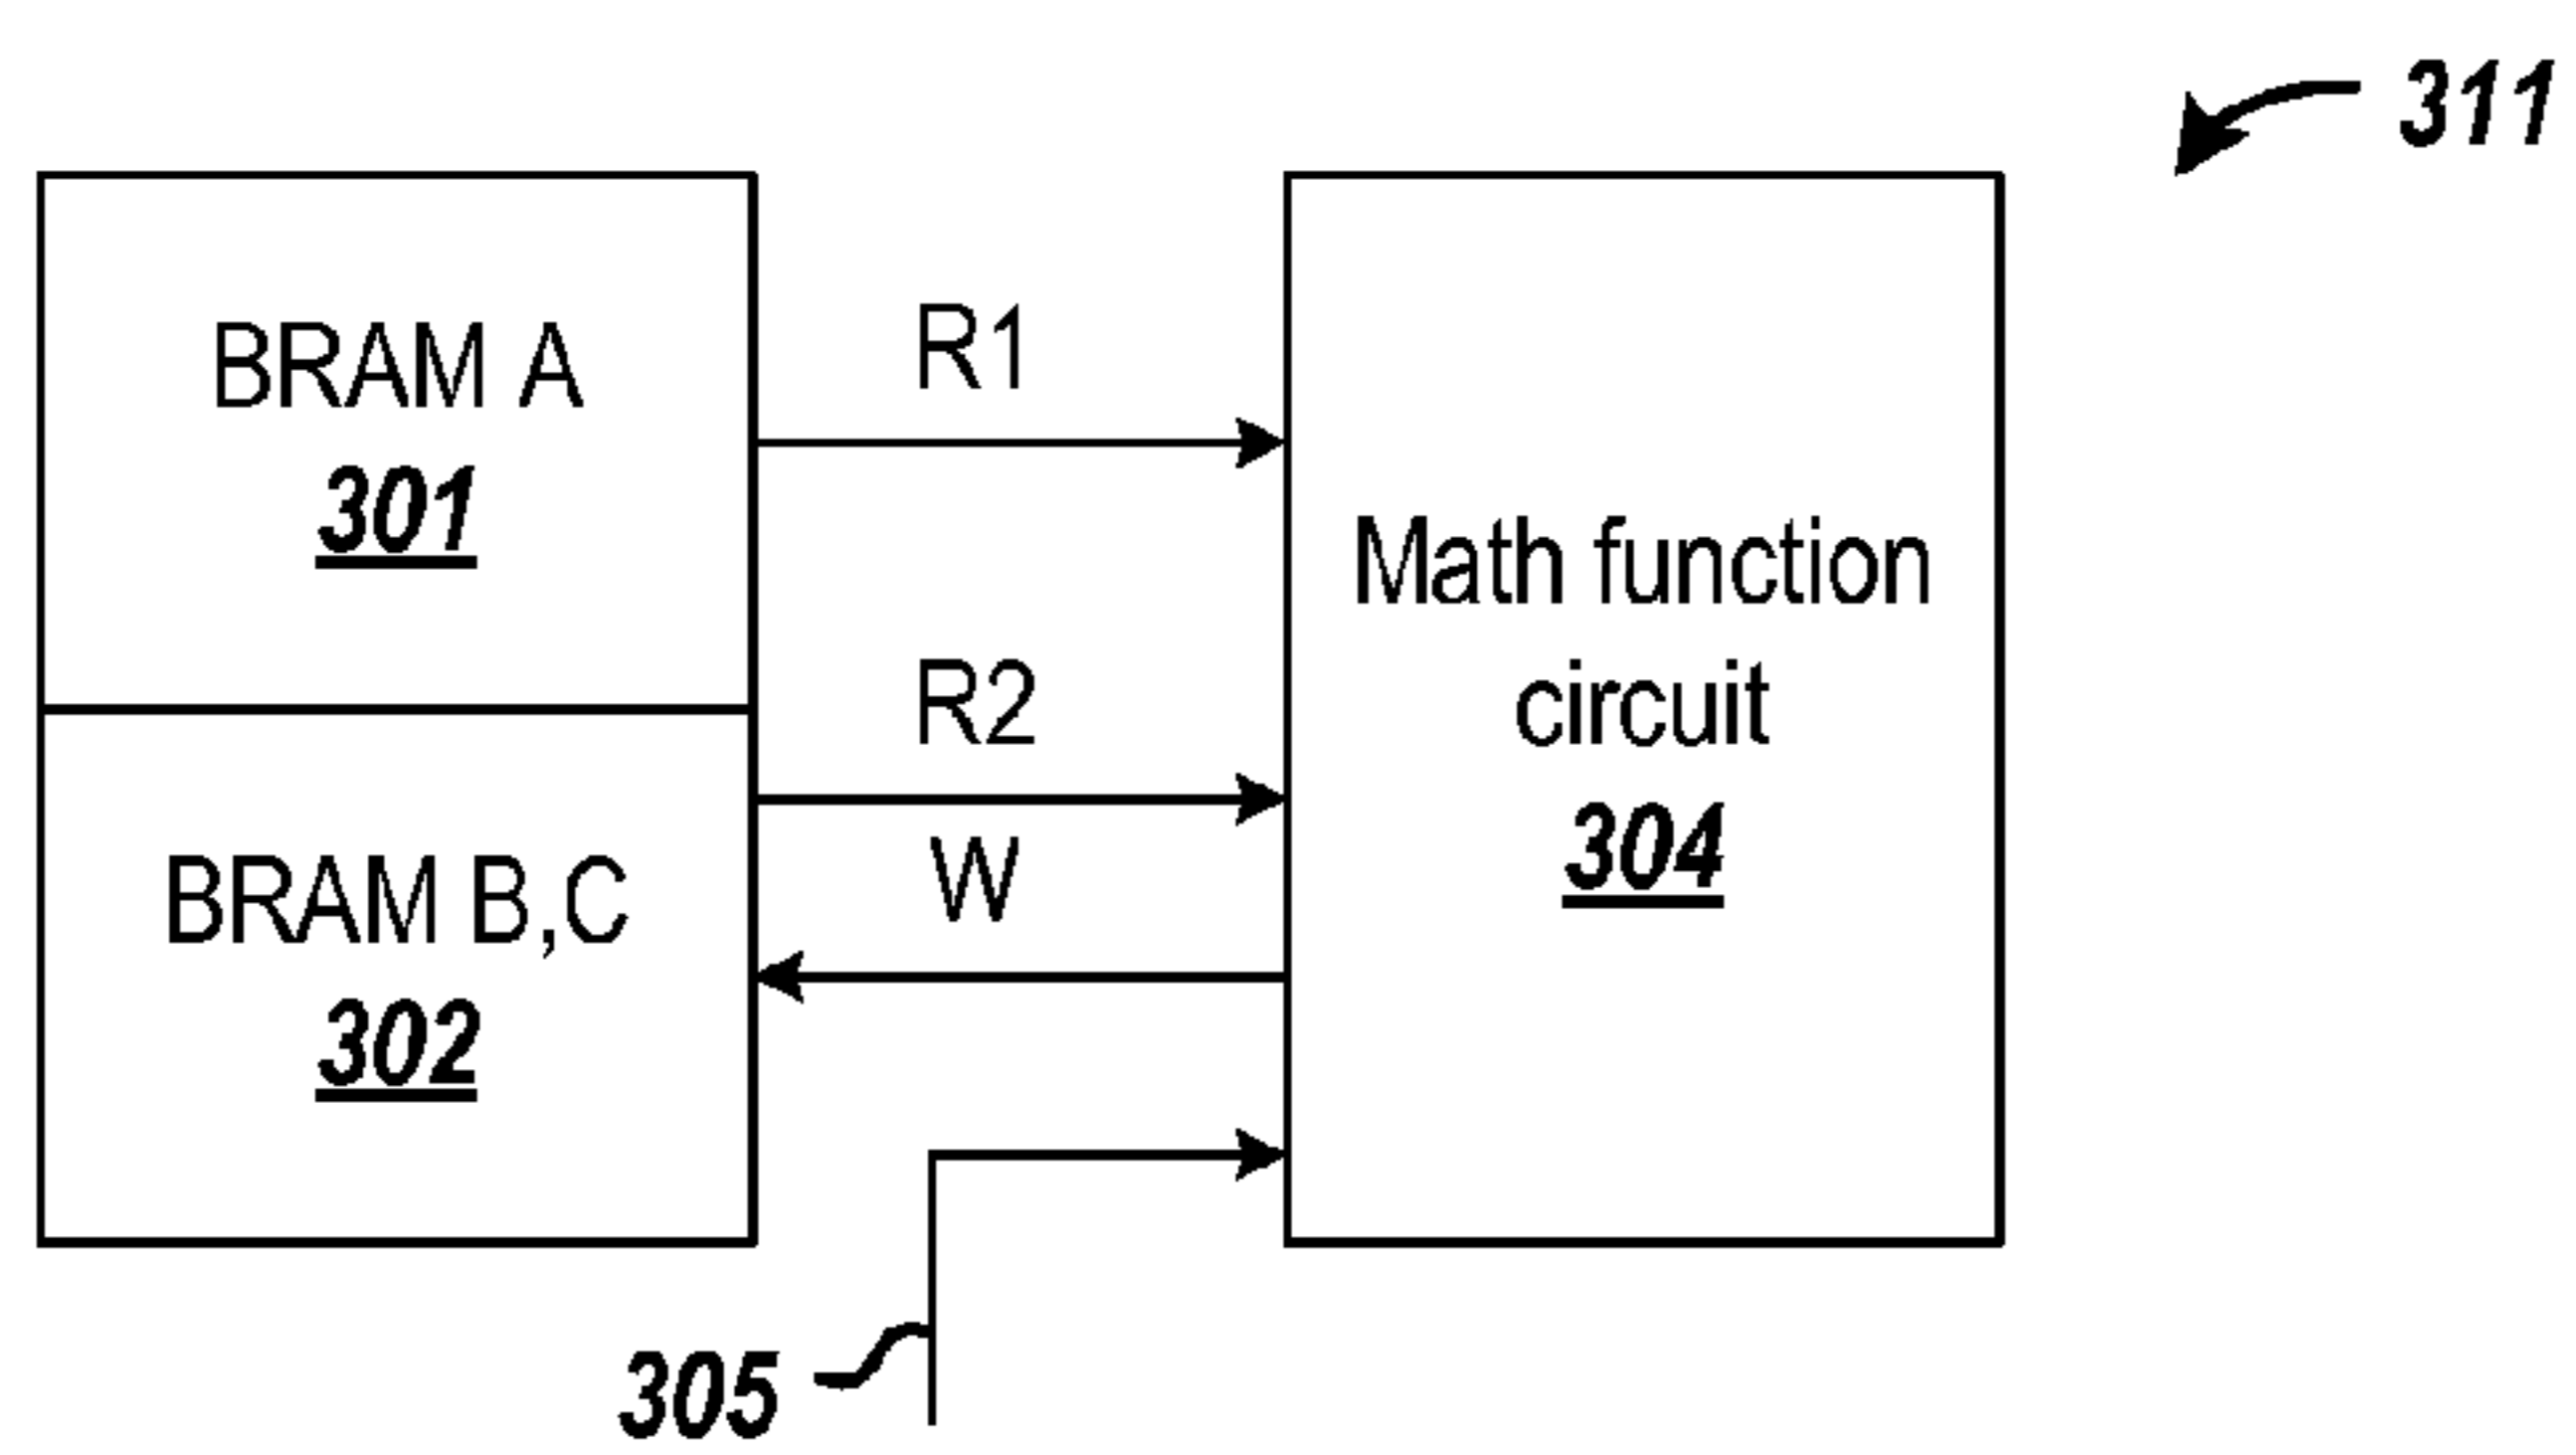 311
BRAM A
301
R1
Math function
circuit
304
R2
W
BRAM B,C
302
305